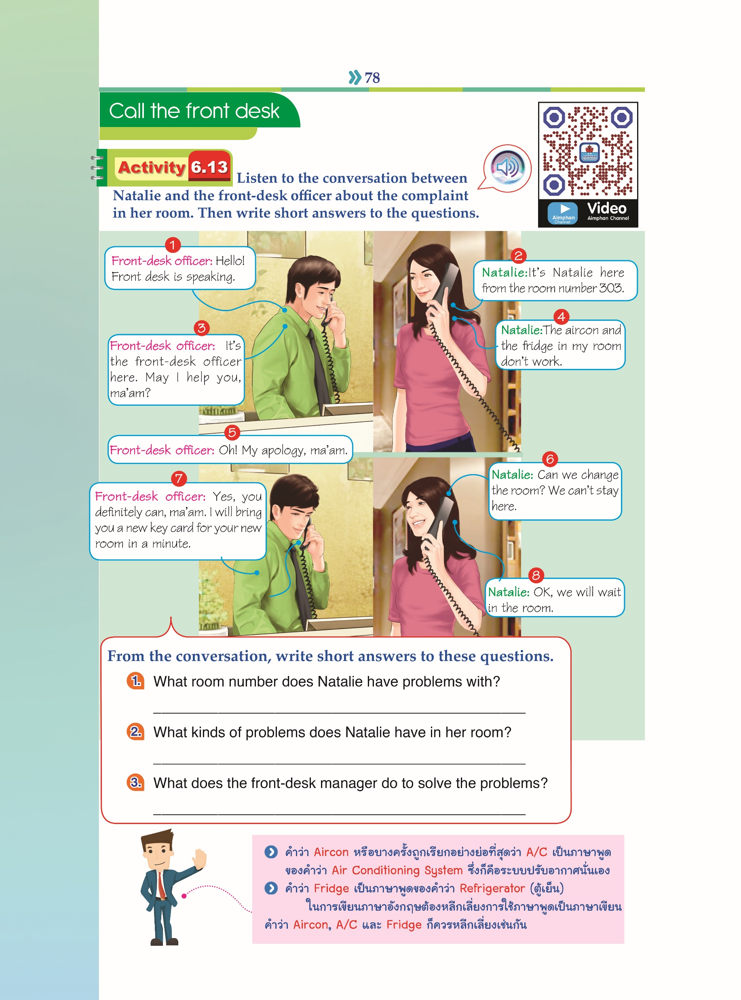 78
Call the front desk
Activity 6.13
Listen to the conversation between
Natalie and the front-desk officer about the complaint
in her room. Then write short answers to the questions.
AIMPHAN
Aimphan
Channel
Video
Aimphan Channel
1
Front-desk officer: Hello!
Front desk is speaking.
2
Natalie:It's Natalie here
from the room number 303.
3
Front-desk officer: It's
the front-desk officer
here. May I help you,
ma'am?
4
Natalie:The aircon and
the fridge in my room
don't work.
5
Front-desk officer: Oh! My apology, ma'am.
6
Natalie: Can we change
the room? We can't stay
here.
7
Front-desk officer: Yes, you
definitely can, ma'am. I will bring
you a new key card for your new
room in a minute.
8
Natalie: OK, we will wait
in the room.
From the conversation, write short answers to these questions.
1. What room number does Natalie have problems with?
2. What kinds of problems does Natalie have in her room?
3. What does the front-desk manager do to solve the problems?
คำว่า Aircon หรือบางครั้งถูกเรียกอย่างย่อที่สุดว่า A/C เป็นภาษาพูด
ของคำว่า Air Conditioning System ซึ่งก็คือระบบปรับอากาศนั่นเอง
คำว่า Fridge เป็นภาษาพูดของคำว่า Refrigerator (ตู้เย็น)
ในการเขียนภาษาอังกฤษต้องหลีกเลี่ยงการใช้ภาษาพูดเป็นภาษาเขียน
คำว่า Aircon, A/C และ Fridge ก็ควรหลีกเลี่ยงเช่นกัน